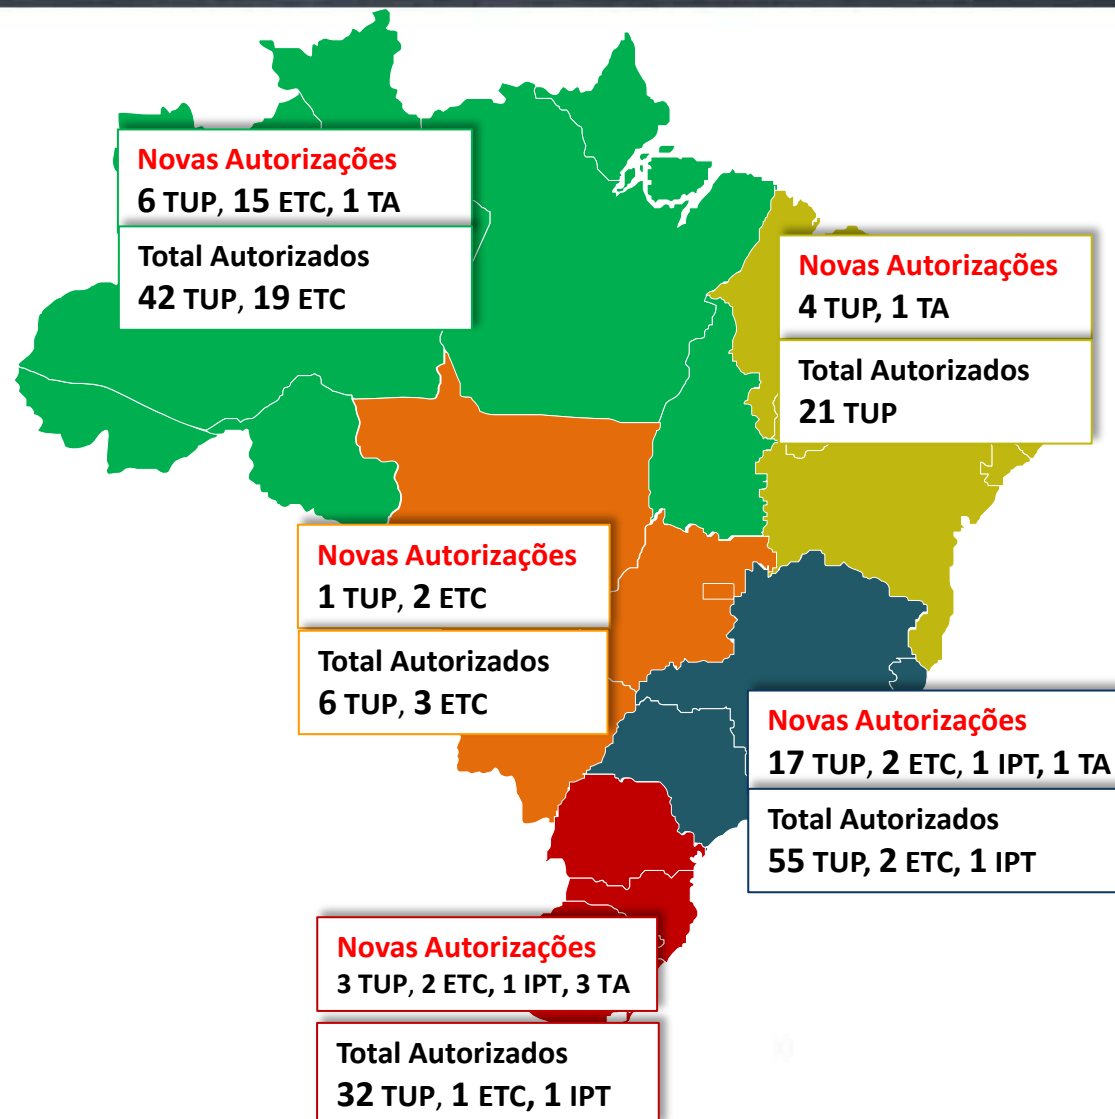 Novas Autorizações
6 TUP, 15 ETC, 1 TA
Total Autorizados
42 TUP, 19 ETC
Novas Autorizações
4 TUP, 1 TA
Total Autorizados
21 TUP
Novas Autorizações
1 TUP, 2 ETC
Total Autorizados
6 TUP, 3 ETC
Novas Autorizações
17 TUP, 2 ETC, 1 IPT, 1 TA
Total Autorizados
55 TUP, 2 ETC, 1 IPT
Novas Autorizações
3 TUP, 2 ETC, 1 IPT, 3 TA
Total Autorizados
32 TUP, 1 ETC, 1 IPT